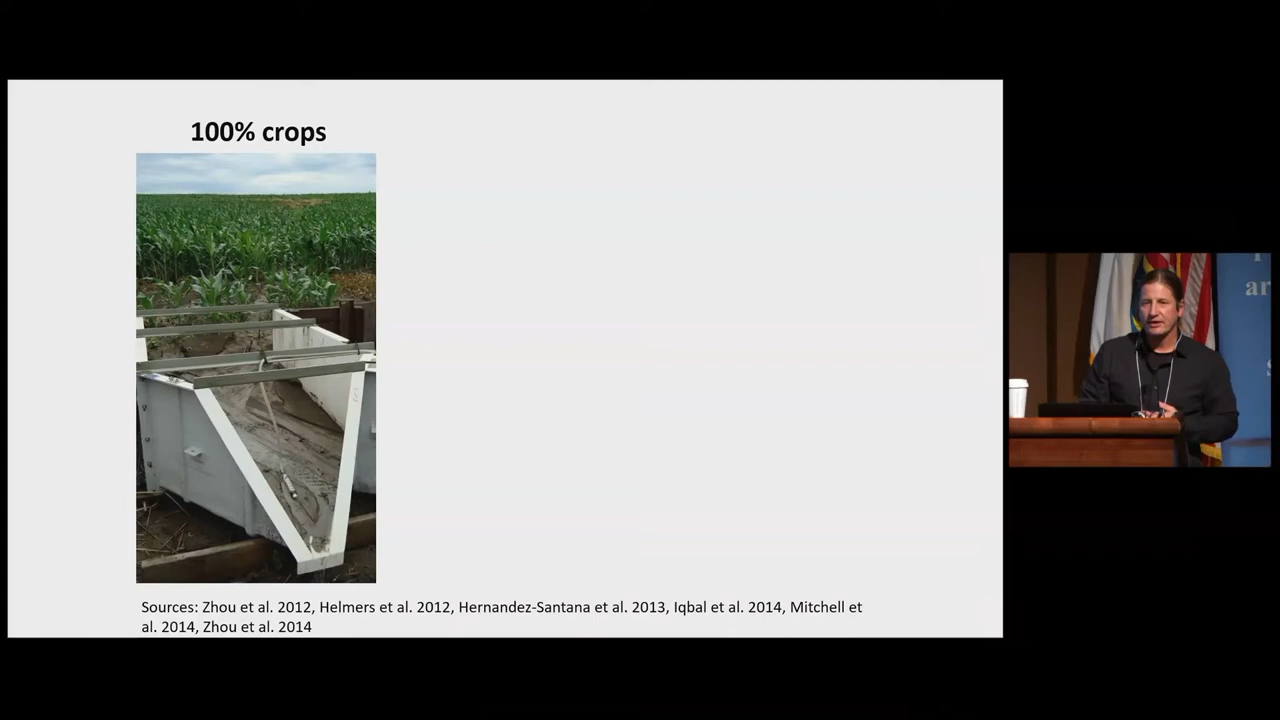 100% crops
Sources: Zhou et al. 2012, Helmers et al. 2012, Hernandez-Santana et al. 2013, Iqbal et al. 2014, Mitchell et
al. 2014, Zhou et al. 2014